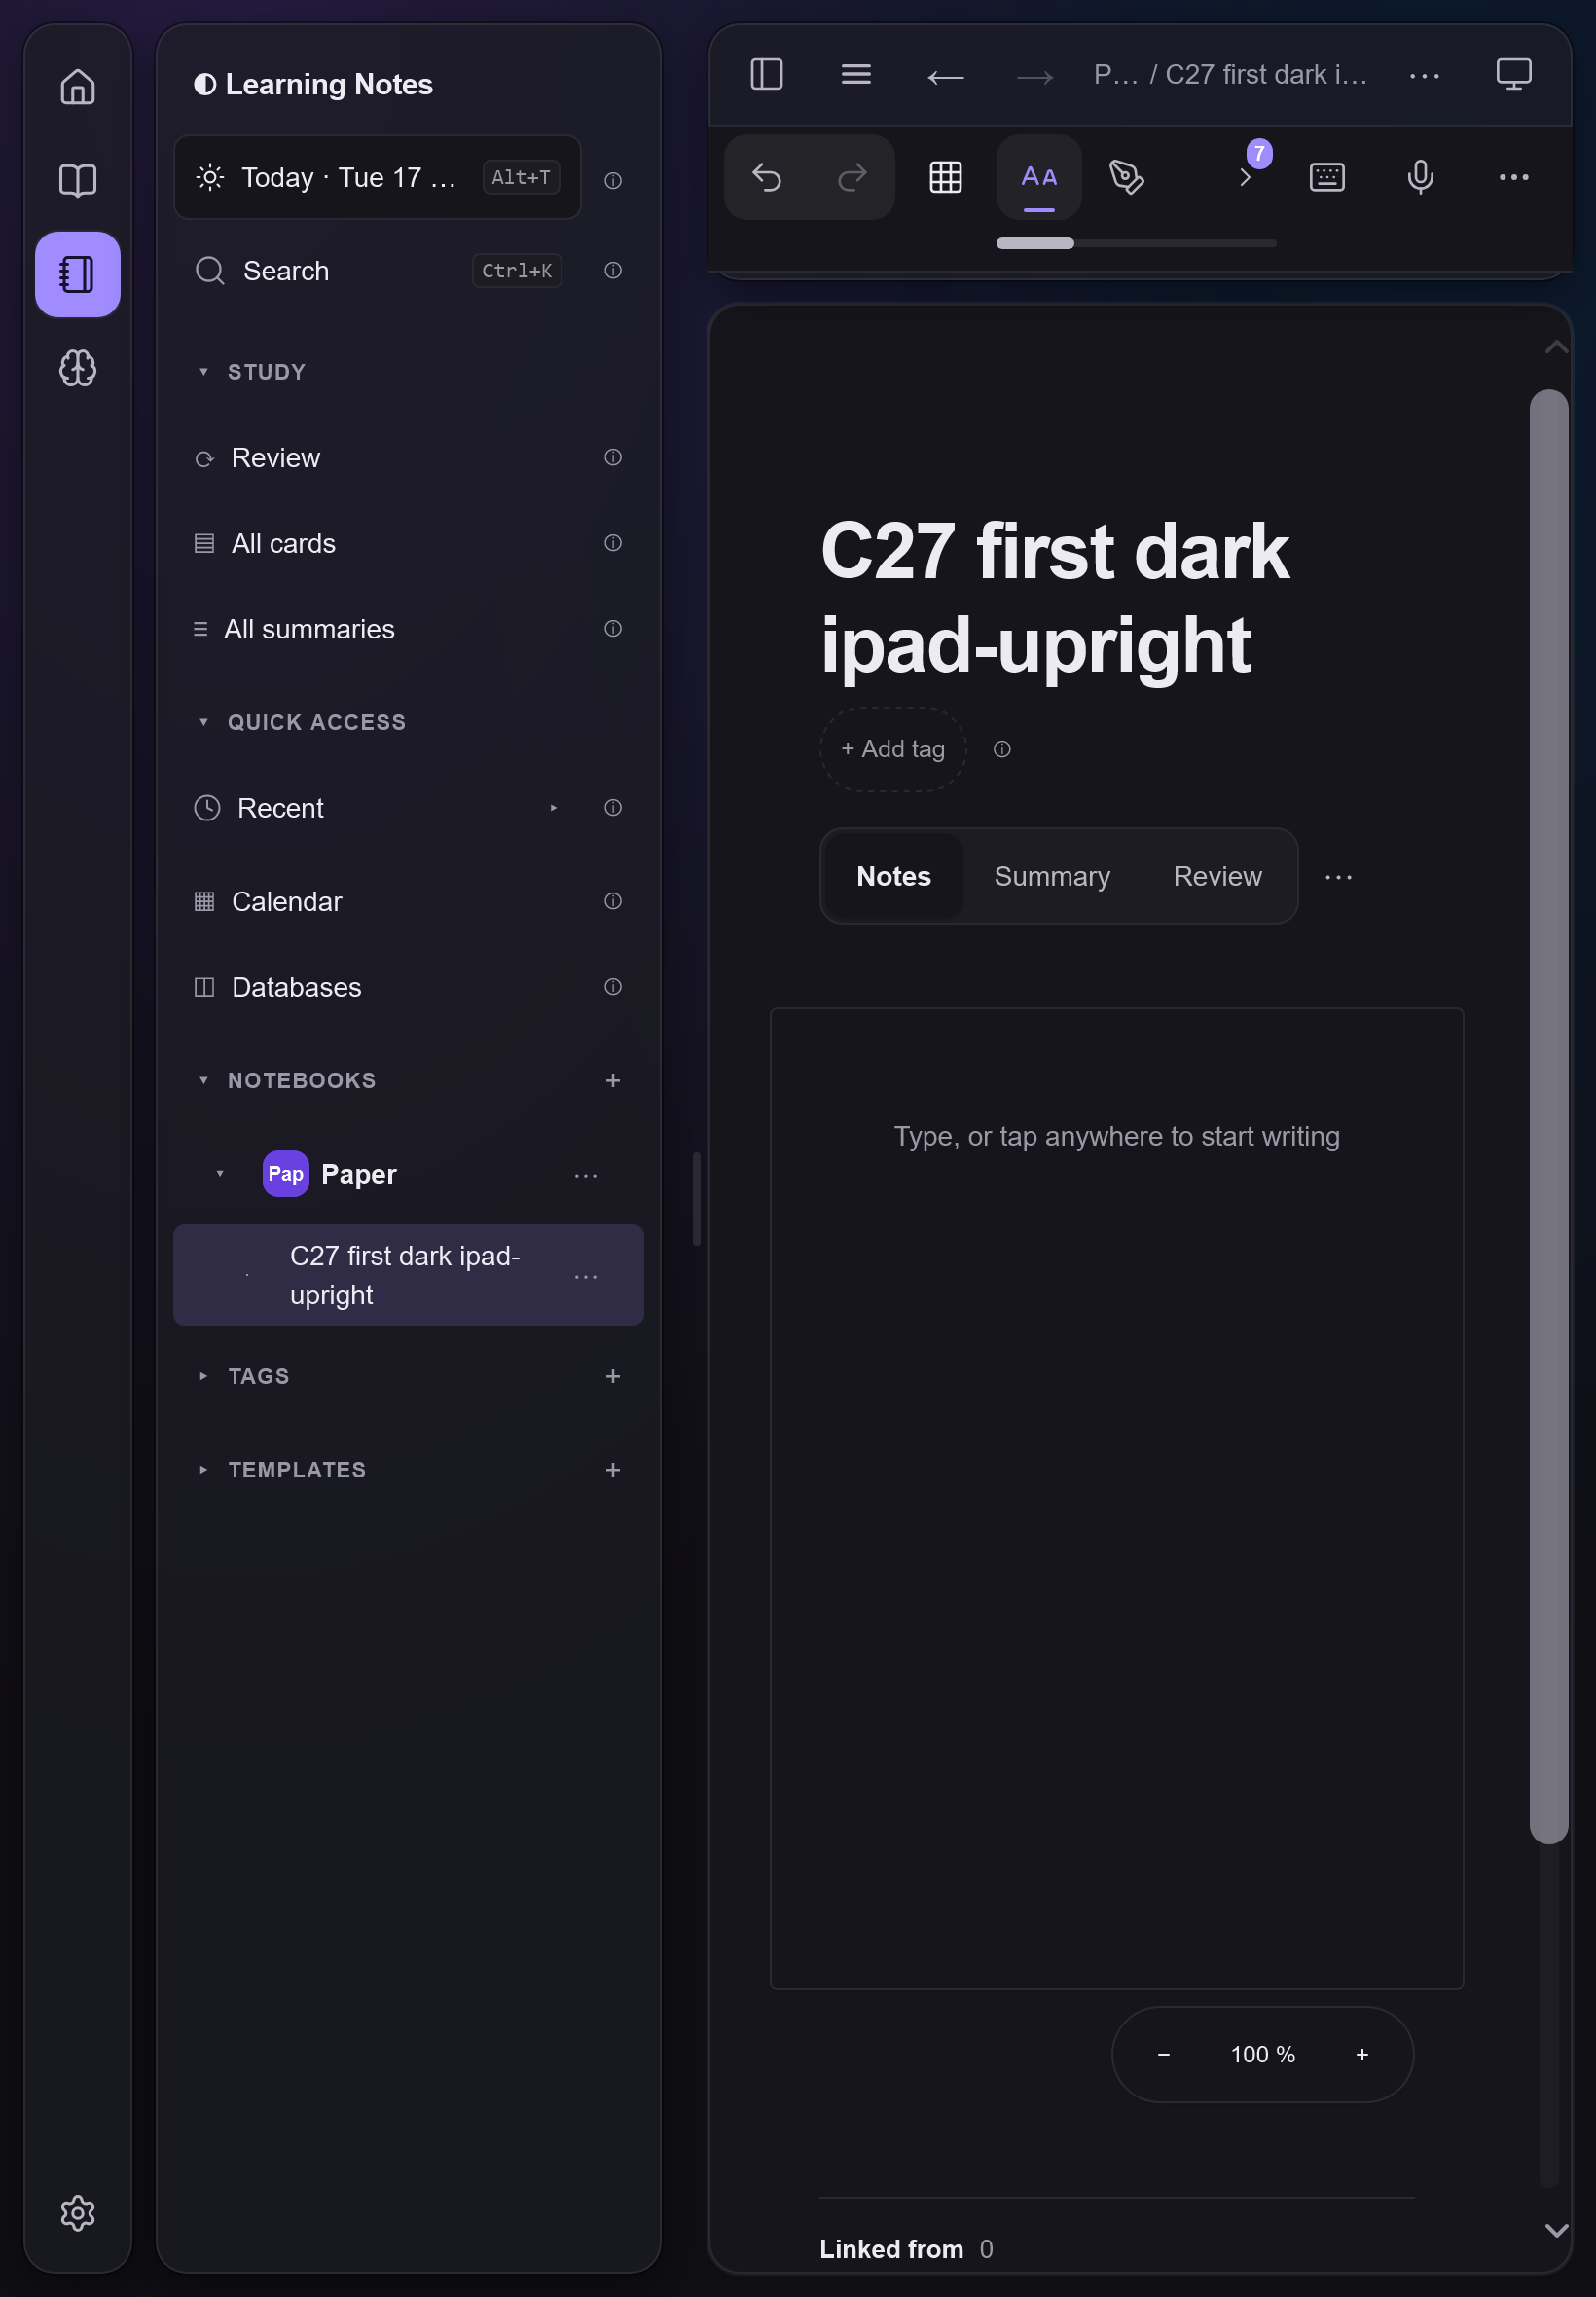 Learning Notes
Today · Tue 17 … Alt+T
Search Ctrl+K
STUDY
Review
All cards
All summaries
QUICK ACCESS
Recent
Calendar
Databases
NOTEBOOKS +
Pap Paper …
C27 first dark ipad-
upright …
TAGS +
TEMPLATES +
P… / C27 first dark i… …
AA 7 …
C27 first dark
ipad-upright
+ Add tag
Notes Summary Review …
Type, or tap anywhere to start writing
− 100 % +
Linked from 0